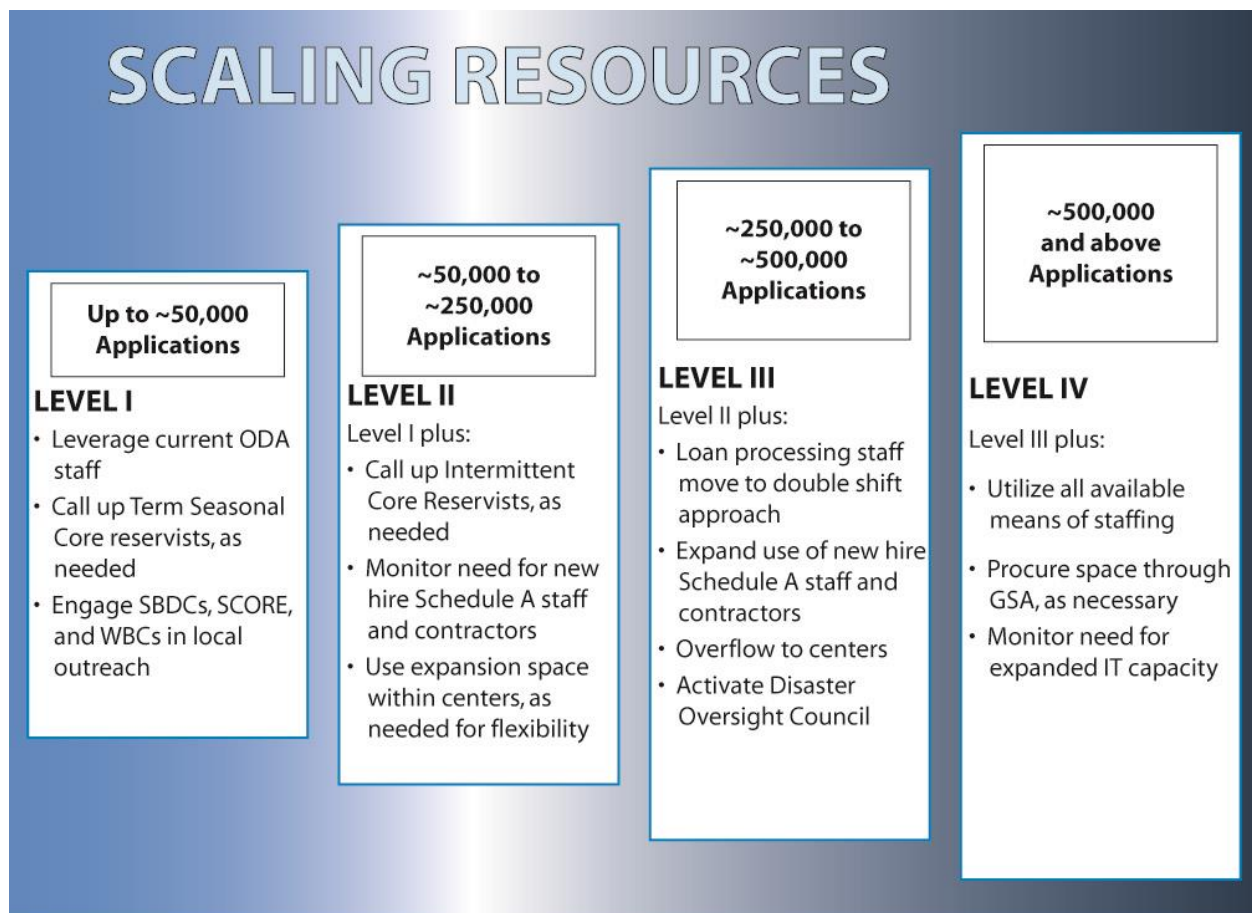 SCALING RESOURCES
Up to ~50,000
Applications
LEVEL I
• Leverage current ODA
staff
• Call up Term Seasonal
Core reservists, as
needed
• Engage SBDCs, SCORE,
and WBCs in local
outreach
~50,000 to
~250,000
Applications
LEVEL II
Level I plus:
• Call up Intermittent
Core Reservists, as
needed
• Monitor need for new
hire Schedule A staff
and contractors
• Use expansion space
within centers, as
needed for flexibility
~250,000 to
~500,000
Applications
LEVEL III
Level II plus:
• Loan processing staff
move to double shift
approach
• Expand use of new hire
Schedule A staff and
contractors
• Overflow to centers
• Activate Disaster
Oversight Council
~500,000
and above
Applications
LEVEL IV
Level III plus:
• Utilize all available
means of staffing
• Procure space through
GSA, as necessary
• Monitor need for
expanded IT capacity